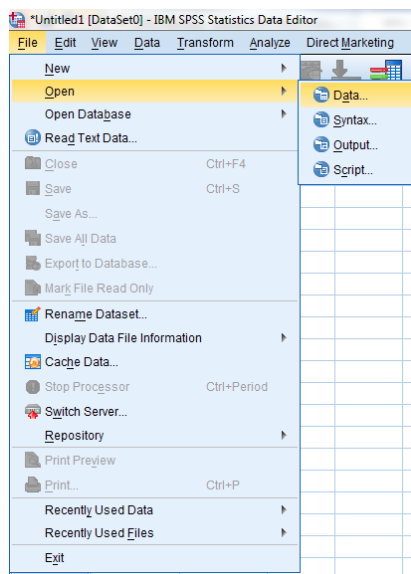 *Untitled1 [DataSet0] - IBM SPSS Statistics Data Editor
File Edit View Data Transform Analyze Direct Marketing
New
Open
Data...
Open Database
Syntax...
Read Text Data...
Output...
Close Ctrl+F4
Script...
Save Ctrl+S
Save As...
Save All Data
Export to Database...
Mark File Read Only
Rename Dataset...
Display Data File Information
Cache Data...
Stop Processor Ctrl+Period
Switch Server...
Repository
Print Preview
Print... Ctrl+P
Recently Used Data
Recently Used Files
Exit